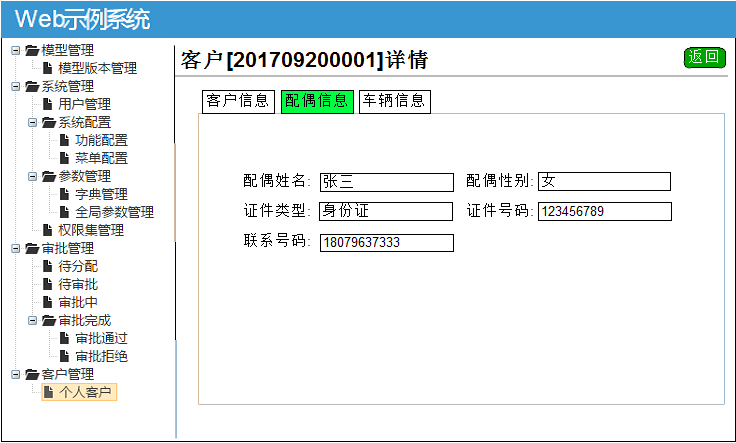 Web示例系统
模型管理
模型版本管理
系统管理
用户管理
系统配置
功能配置
菜单配置
参数管理
字典管理
全局参数管理
权限集管理
审批管理
待分配
待审批
审批中
审批完成
审批通过
审批拒绝
客户管理
个人客户
客户[201709200001]详情
返回
客户信息 配偶信息 车辆信息
配偶姓名: 张三 配偶性别: 女
证件类型: 身份证 证件号码: 123456789
联系号码: 18079637333